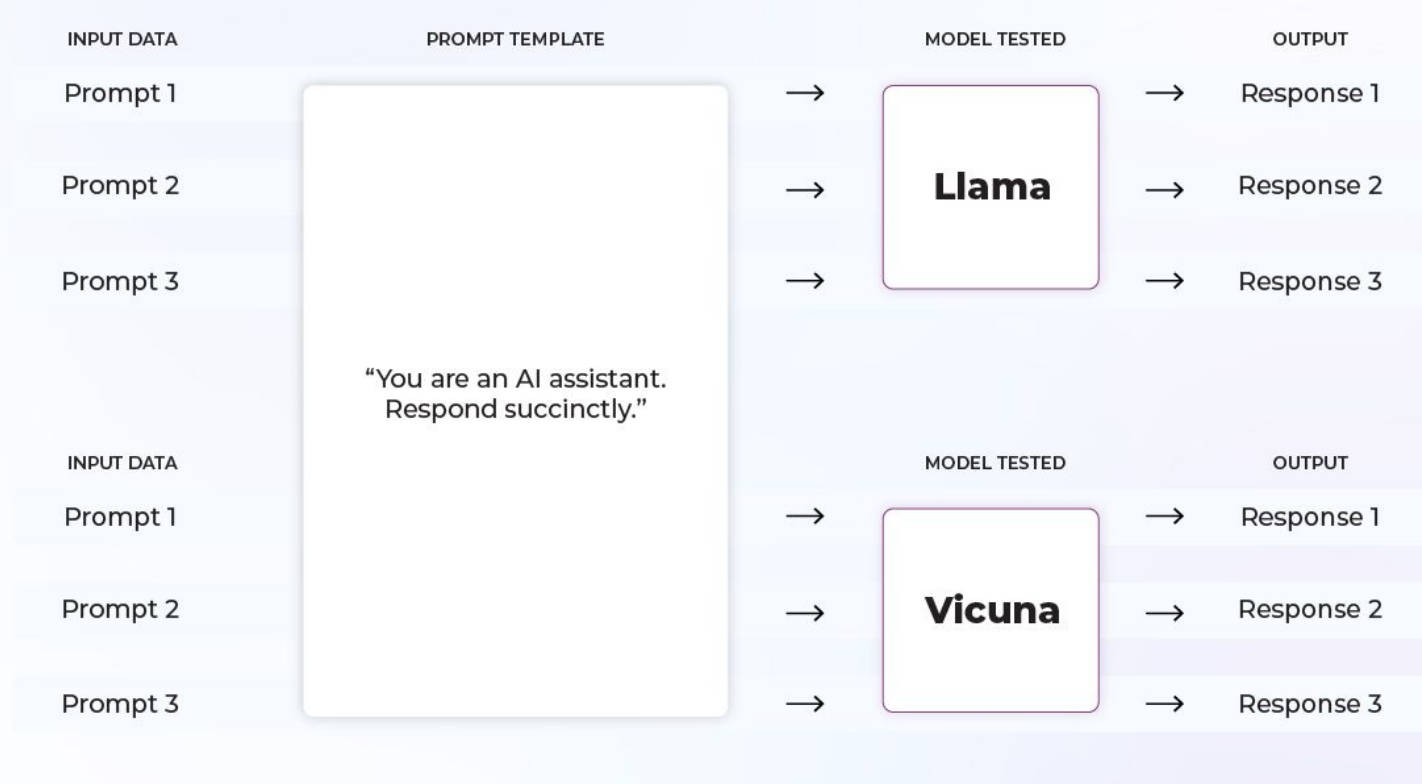 INPUT DATA
PROMPT TEMPLATE
MODEL TESTED
OUTPUT
Prompt 1
Response 1
Prompt 2
Llama
Response 2
Prompt 3
Response 3
“You are an AI assistant.
Respond succinctly.”
INPUT DATA
MODEL TESTED
OUTPUT
Prompt 1
Response 1
Prompt 2
Vicuna
Response 2
Prompt 3
Response 3